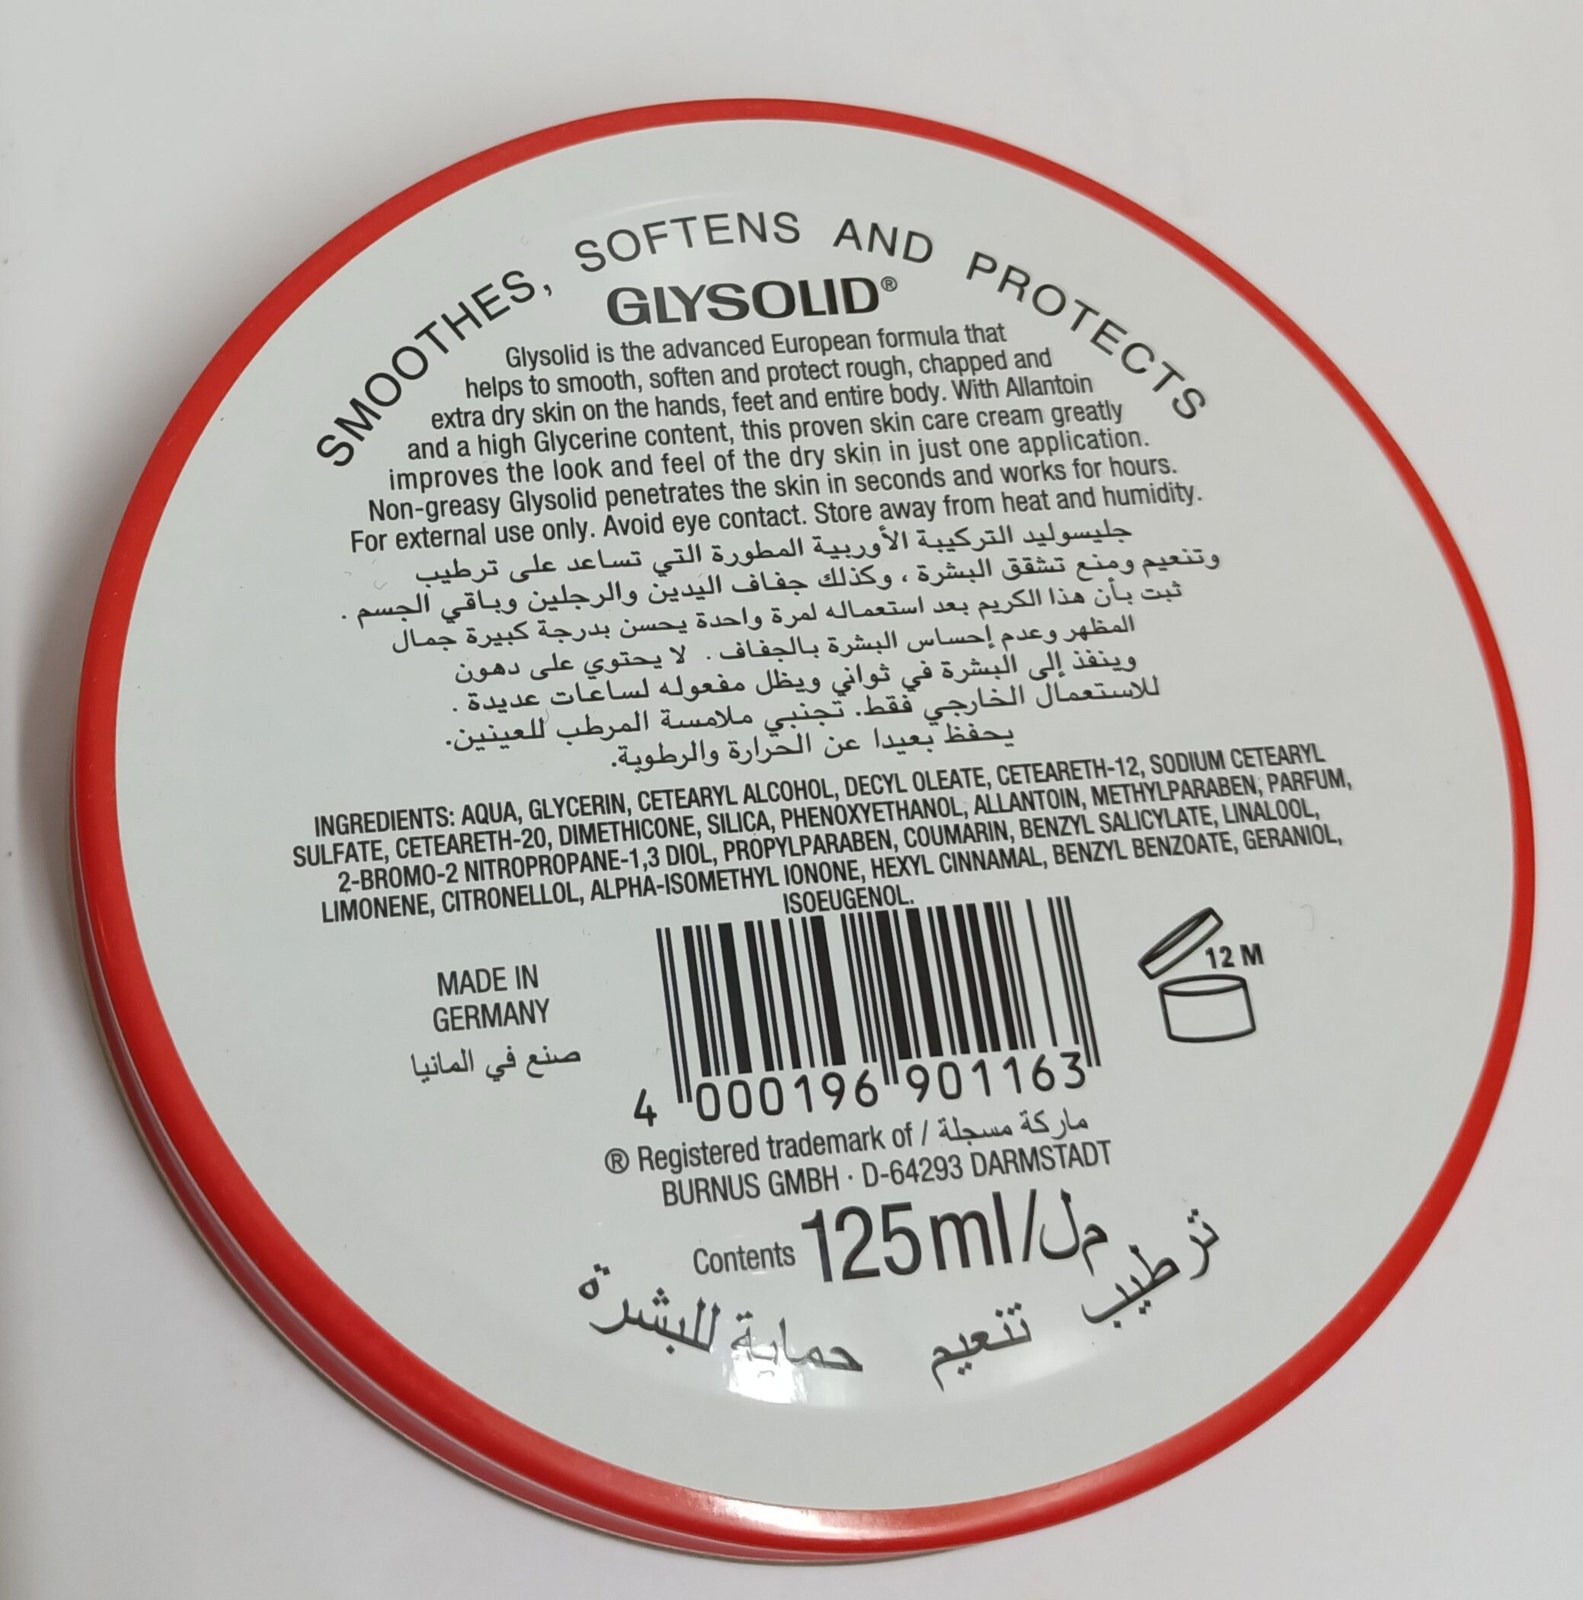 SMOOTHES, SOFTENS AND PROTECTS
GLYSOLID®
Glysolid is the advanced European formula that
helps to smooth, soften and protect rough, chapped and
extra dry skin on the hands, feet and entire body. With Allantoin
and a high Glycerine content, this proven skin care cream greatly
improves the look and feel of the dry skin in just one application.
Non-greasy Glysolid penetrates the skin in seconds and works for hours.
For external use only. Avoid eye contact. Store away from heat and humidity.
جليسوليد التركيبة الأوربية المطورة التي تساعد على ترطيب
وتنعيم ومنع تشقق البشرة ، وكذلك جفاف اليدين والرجلين وباقي الجسم .
ثبت بأن هذا الكريم بعد استعماله لمرة واحدة يحسن بدرجة كبيرة جمال
المظهر وعدم إحساس البشرة بالجفاف . لا يحتوي على دهون
وينفذ إلى البشرة في ثواني ويظل مفعوله لساعات عديدة .
للاستعمال الخارجي فقط. تجنبي ملامسة المرطب للعينين.
يحفظ بعيدا عن الحرارة والرطوبة.
INGREDIENTS: AQUA, GLYCERIN, CETEARYL ALCOHOL, DECYL OLEATE, CETEARETH-12, SODIUM CETEARYL
SULFATE, CETEARETH-20, DIMETHICONE, SILICA, PHENOXYETHANOL, ALLANTOIN, METHYLPARABEN, PARFUM,
2-BROMO-2 NITROPROPANE-1,3 DIOL, PROPYLPARABEN, COUMARIN, BENZYL SALICYLATE, LINALOOL,
LIMONENE, CITRONELLOL, ALPHA-ISOMETHYL IONONE, HEXYL CINNAMAL, BENZYL BENZOATE, GERANIOL,
ISOEUGENOL.
MADE IN
GERMANY
صنع في المانيا
12 M
4 000196 901163
® Registered trademark of / ماركة مسجلة
BURNUS GMBH · D-64293 DARMSTADT
Contents 125ml/مل
ترطيب تنعيم حماية للبشرة